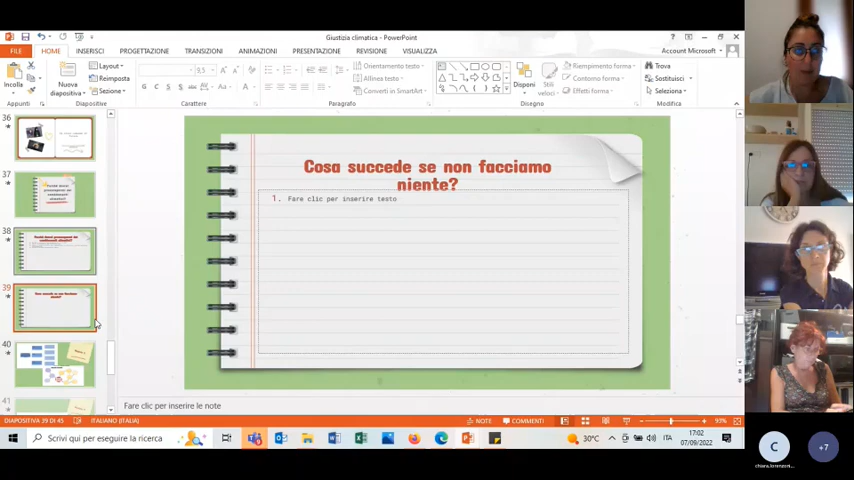 Giustizia climatica - PowerPoint
FILE HOME INSERISCI PROGETTAZIONE TRANSIZIONI ANIMAZIONI PRESENTAZIONE REVISIONE VISUALIZZA
Account Microsoft
Incolla
Nuova
diapositiva
Layout
Reimposta
Sezione
9,5
Orientamento testo
Allinea testo
Converti in SmartArt
Disponi
Stili
veloci
Riempimento forma
Contorno forma
Effetti forma
Trova
Sostituisci
Seleziona
Appunti
Diapositive
Carattere
Paragrafo
Disegno
Modifica
36
37
38
39
40
41
Cosa succede se non facciamo
niente?
1. Fare clic per inserire testo
Fare clic per inserire le note
DIAPOSITIVA 39 DI 45
ITALIANO (ITALIA)
NOTE
COMMENTI
93%
Scrivi qui per eseguire la ricerca
30°C
ITA
17:02
07/09/2022
C
+7